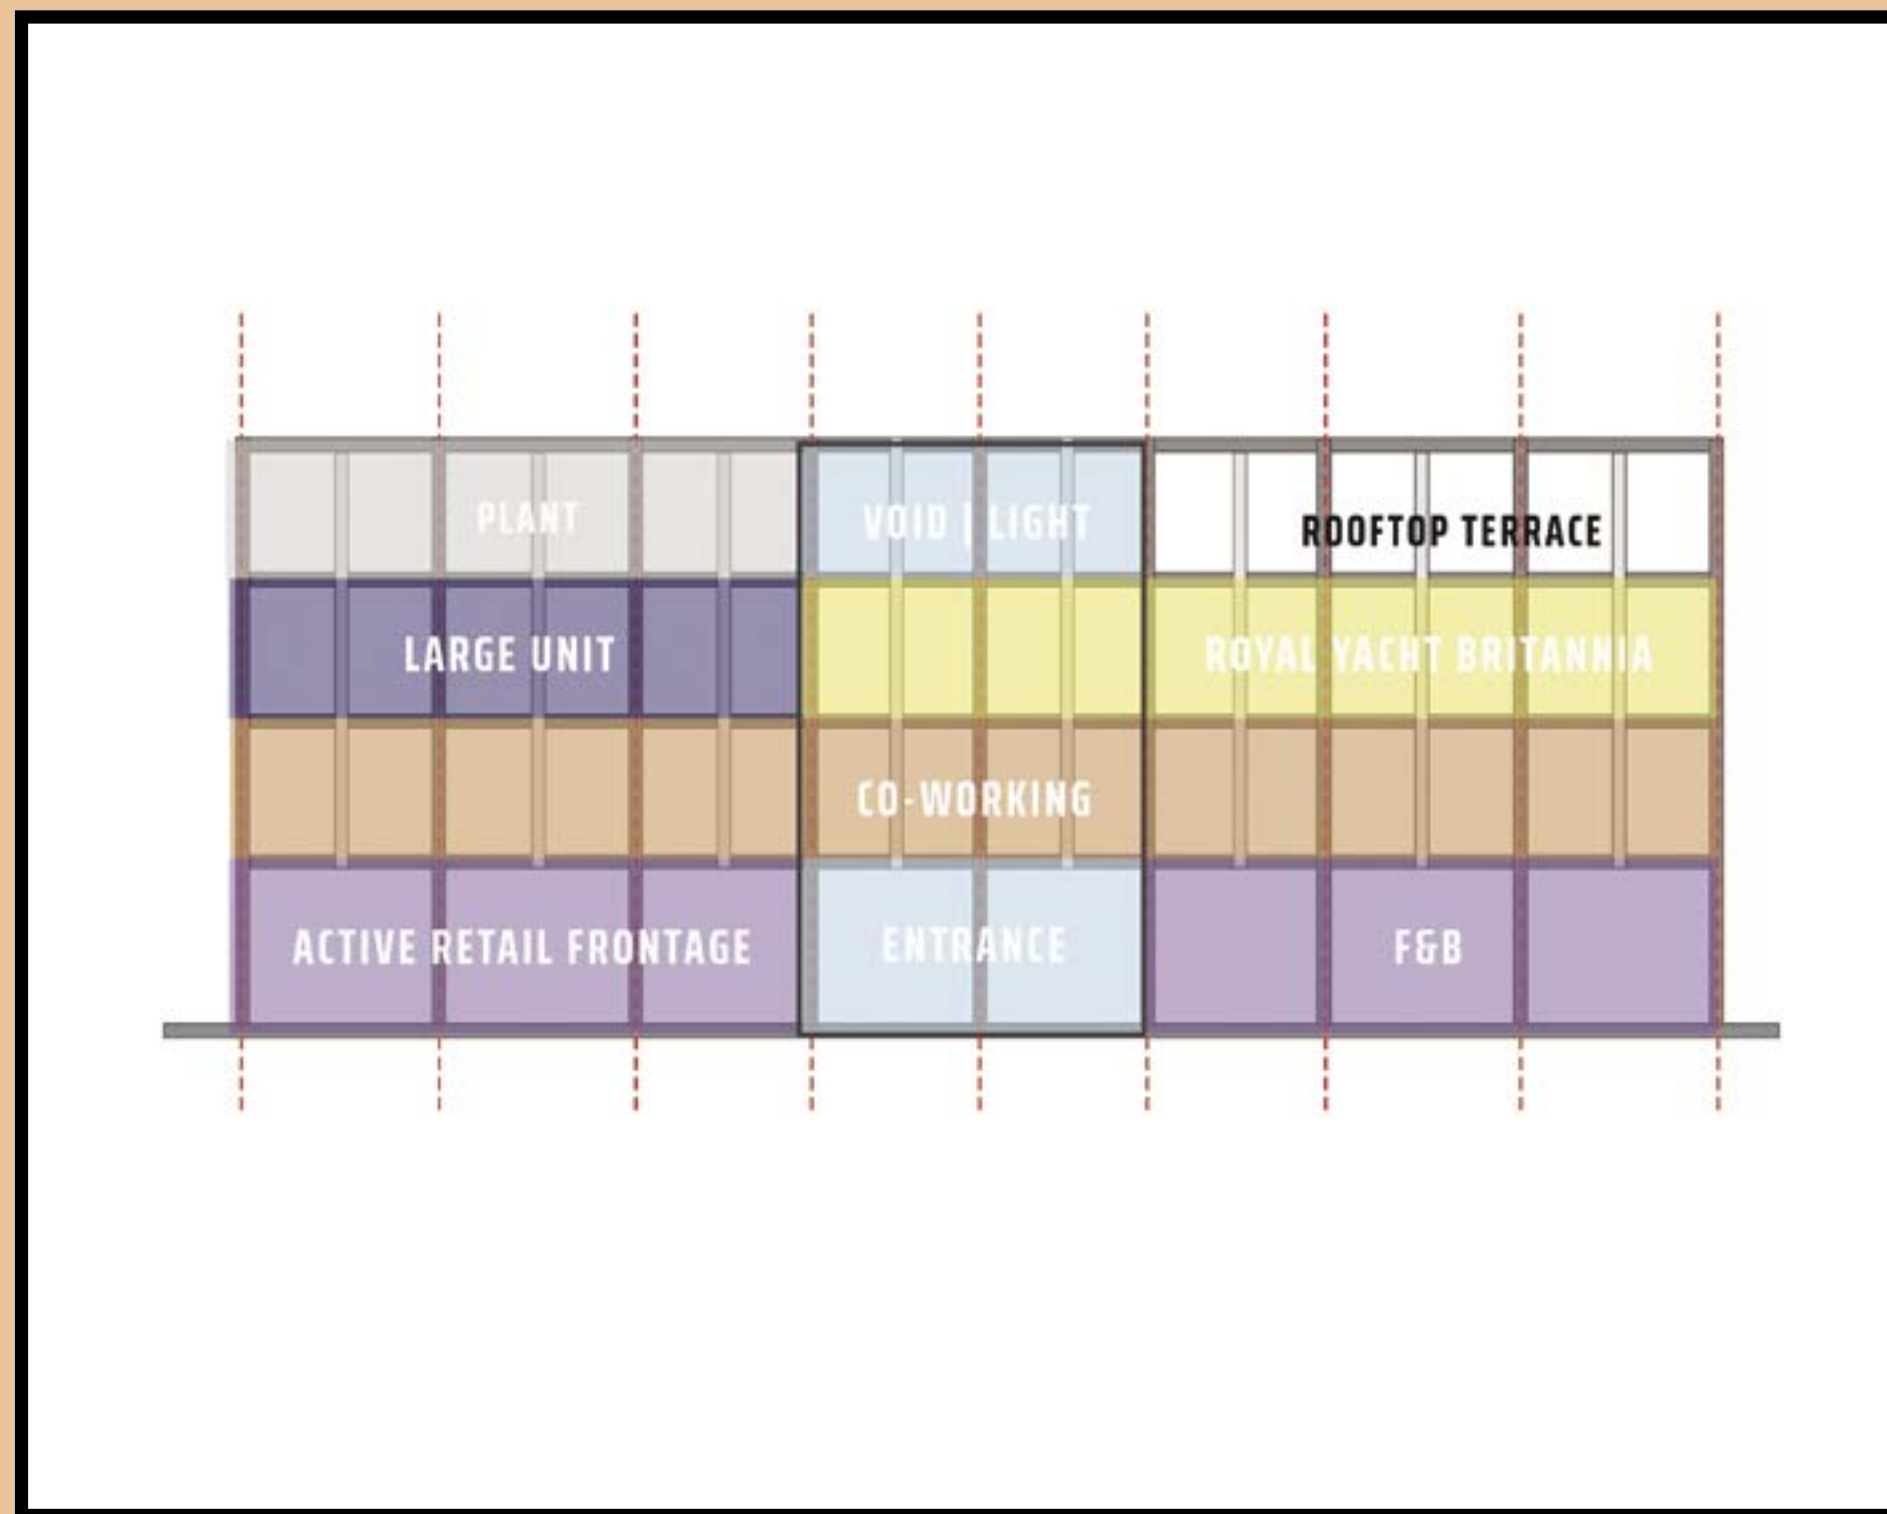 PLANT
VOID | LIGHT
ROOFTOP TERRACE
LARGE UNIT
ROYAL YACHT BRITANNIA
CO-WORKING
ACTIVE RETAIL FRONTAGE
ENTRANCE
F&B